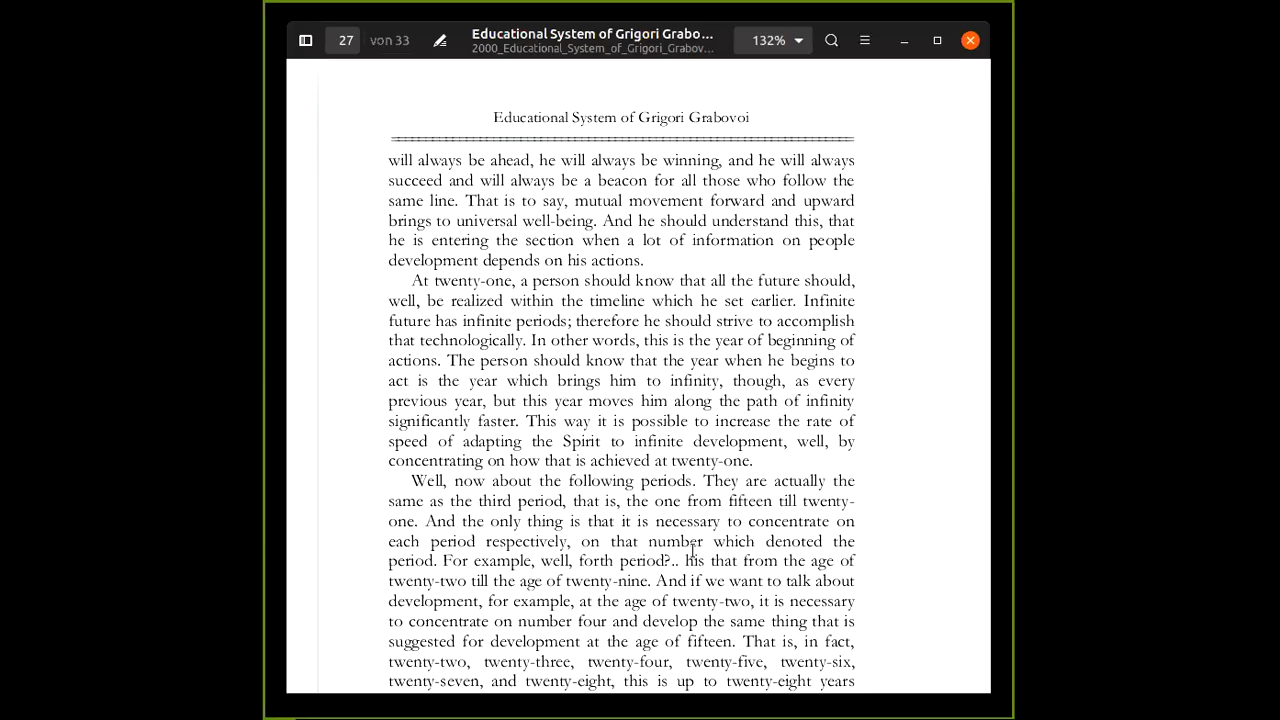 27 von 33
Educational System of Grigori Grabo...
2000_Educational_System_of_Grigori_Grabov...
132%
Educational System of Grigori Grabovoi
will always be ahead, he will always be winning, and he will always
succeed and will always be a beacon for all those who follow the
same line. That is to say, mutual movement forward and upward
brings to universal well-being. And he should understand this, that
he is entering the section when a lot of information on people
development depends on his actions.
At twenty-one, a person should know that all the future should,
well, be realized within the timeline which he set earlier. Infinite
future has infinite periods; therefore he should strive to accomplish
that technologically. In other words, this is the year of beginning of
actions. The person should know that the year when he begins to
act is the year which brings him to infinity, though, as every
previous year, but this year moves him along the path of infinity
significantly faster. This way it is possible to increase the rate of
speed of adapting the Spirit to infinite development, well, by
concentrating on how that is achieved at twenty-one.
Well, now about the following periods. They are actually the
same as the third period, that is, the one from fifteen till twenty-
one. And the only thing is that it is necessary to concentrate on
each period respectively, on that number which denoted the
period. For example, well, forth period?.. Iis that from the age of
twenty-two till the age of twenty-nine. And if we want to talk about
development, for example, at the age of twenty-two, it is necessary
to concentrate on number four and develop the same thing that is
suggested for development at the age of fifteen. That is, in fact,
twenty-two, twenty-three, twenty-four, twenty-five, twenty-six,
twenty-seven, and twenty-eight, this is up to twenty-eight years